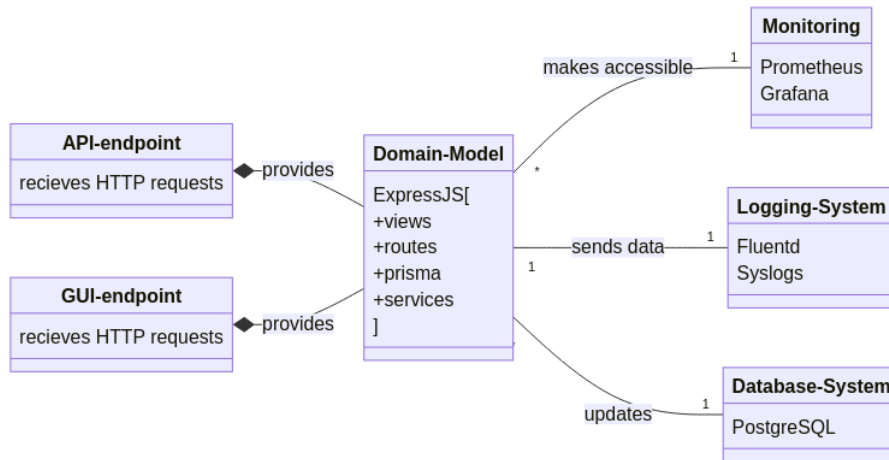 Monitoring
Prometheus
Grafana
makes accessible
1
*
API-endpoint
recieves HTTP requests
provides
Domain-Model
ExpressJS[
+views
+routes
+prisma
+services
]
Logging-System
Fluentd
Syslogs
sends data
1
1
GUI-endpoint
recieves HTTP requests
provides
Database-System
PostgreSQL
updates
1